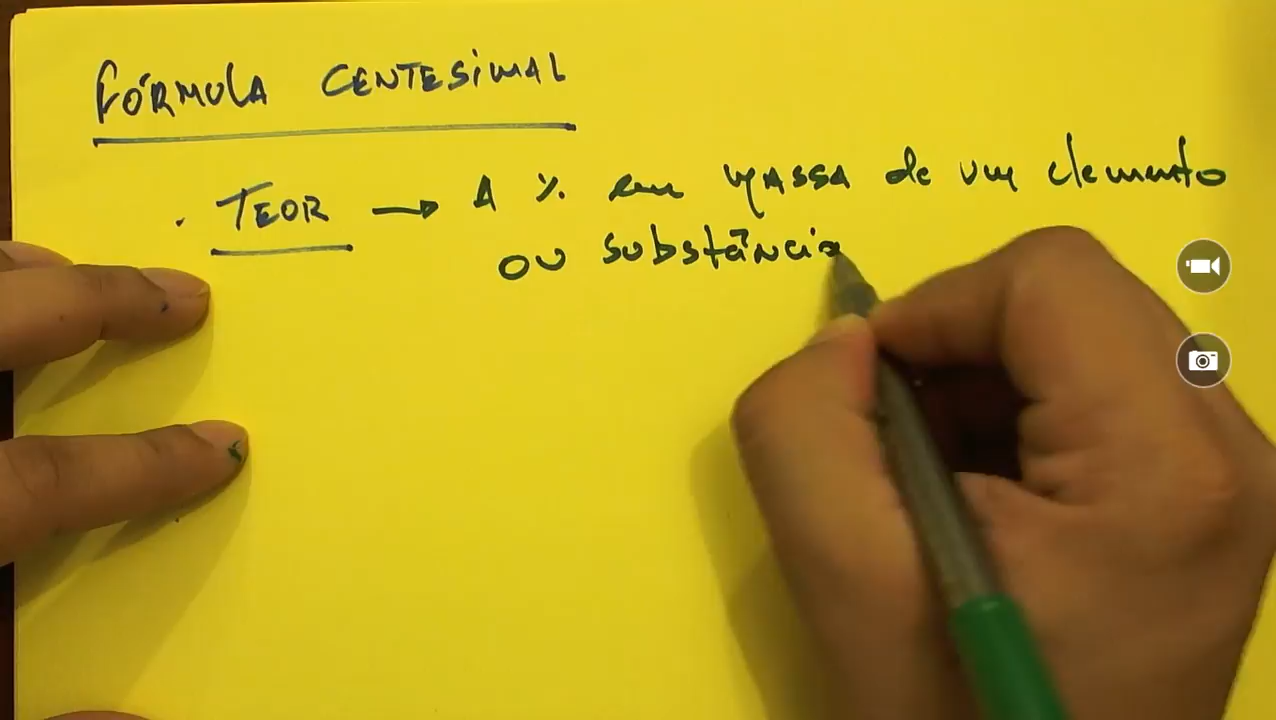 FÓRMULA CENTESIMAL
. TEOR → A % em MASSA de um elemento
ou substância